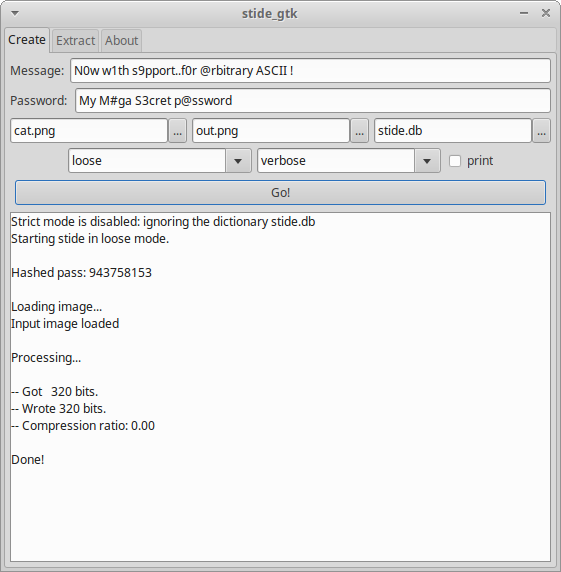 stide_gtk
Create Extract About
Message: N0w w1th s9pport..f0r @rbitrary ASCII !
Password: My M#ga S3cret p@ssword
cat.png ... out.png ... stide.db ...
loose verbose print
Go!
Strict mode is disabled: ignoring the dictionary stide.db
Starting stide in loose mode.
Hashed pass: 943758153
Loading image...
Input image loaded
Processing...
-- Got   320 bits.
-- Wrote 320 bits.
-- Compression ratio: 0.00
Done!